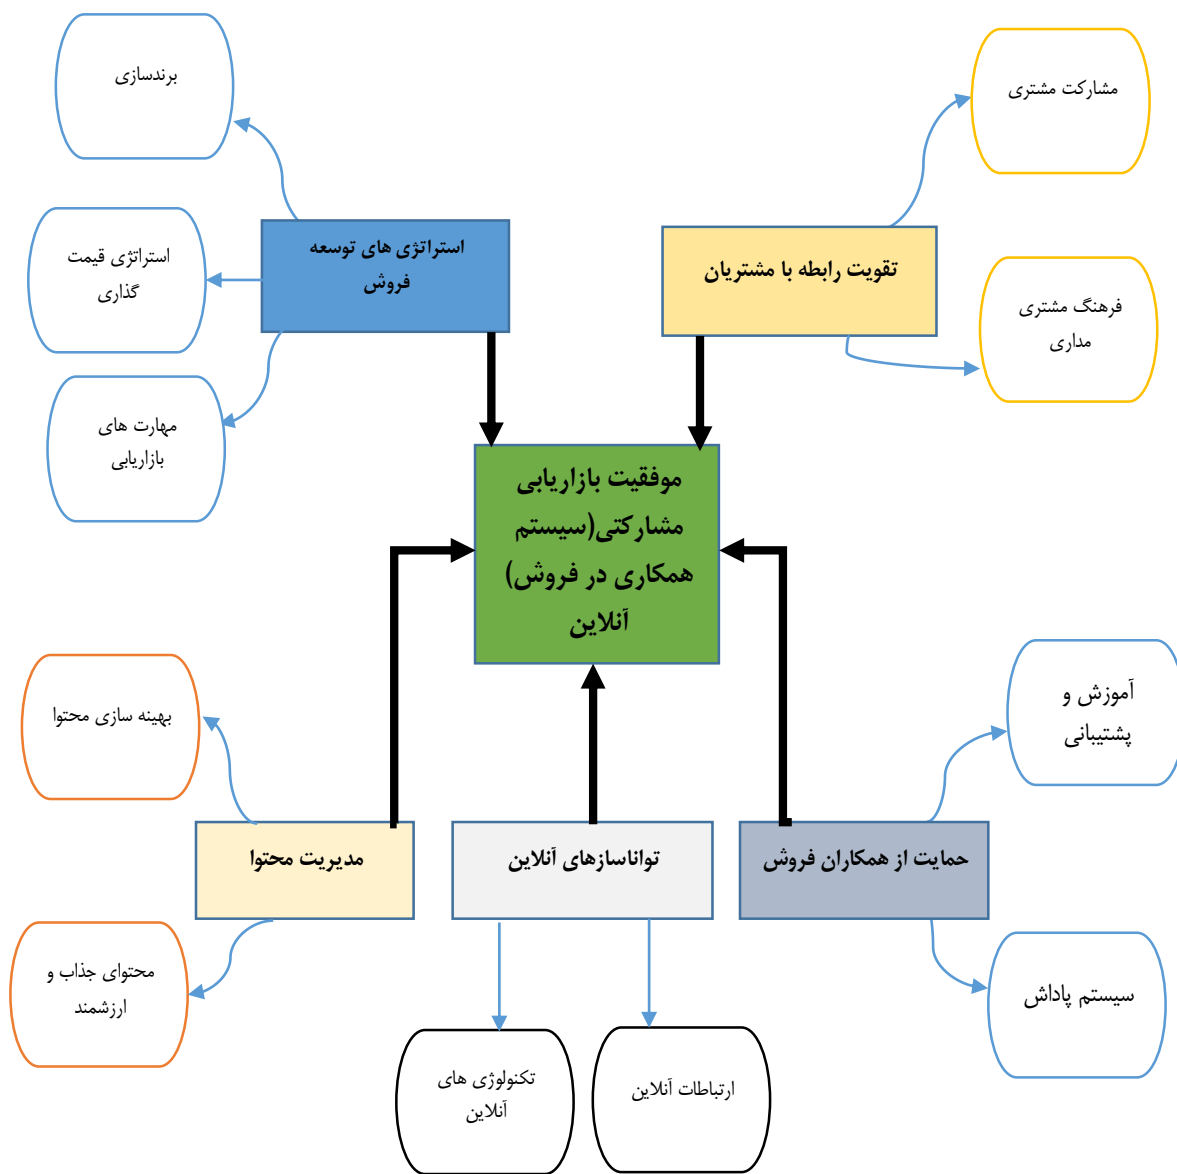 برندسازی
مشارکت مشتری
استراتژی های توسعه
فروش
تقویت رابطه با مشتریان
استراتژی قیمت
گذاری
فرهنگ مشتری
مداری
مهارت های
بازاریابی
موفقیت بازاریابی
مشارکتی(سیستم
همکاری در فروش)
آنلاین
آموزش و
پشتیبانی
بهینه سازی محتوا
حمایت از همکاران فروش
تواناسازهای آنلاین
مدیریت محتوا
محتوای جذاب و
ارزشمند
سیستم پاداش
تکنولوژی های
آنلاین
ارتباطات آنلاین